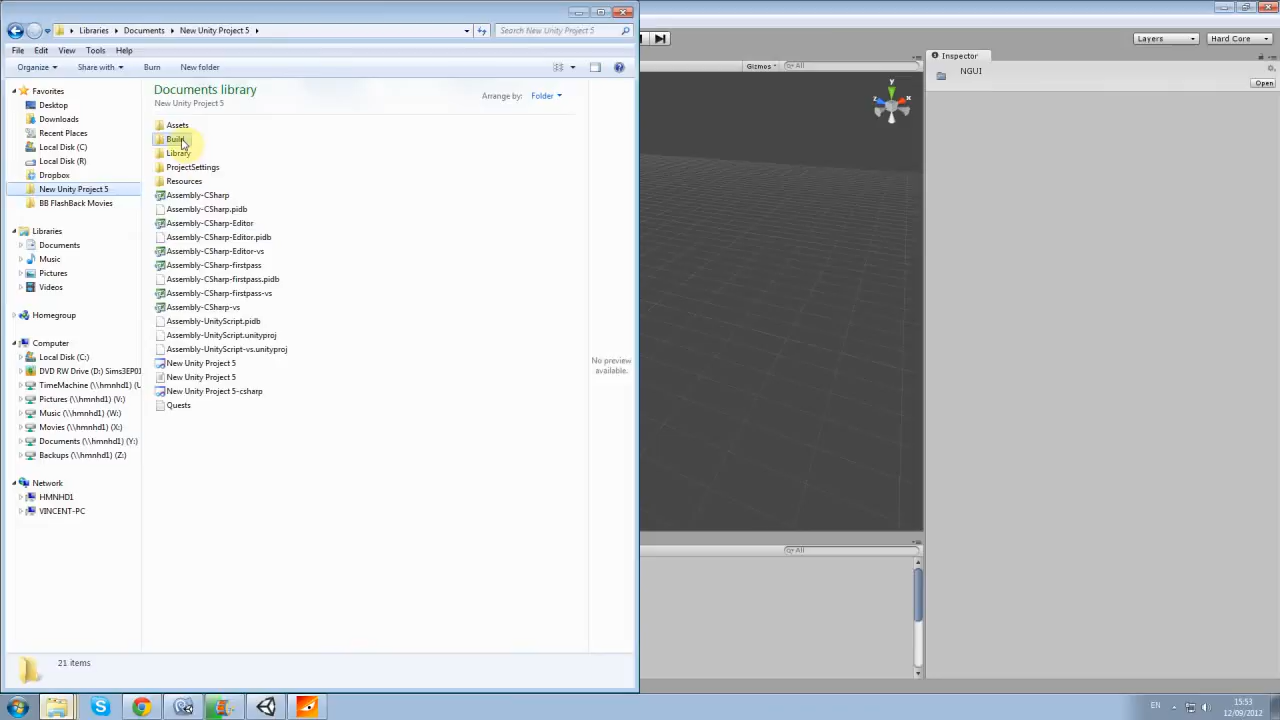 Libraries ▸ Documents ▸ New Unity Project 5 ▸
Search New Unity Project 5
File Edit View Tools Help
Organize Share with Burn New folder
Favorites
Desktop
Downloads
Recent Places
Local Disk (C)
Local Disk (R)
Dropbox
New Unity Project 5
BB FlashBack Movies
Libraries
Documents
Music
Pictures
Videos
Homegroup
Computer
Local Disk (C:)
DVD RW Drive (D:) Sims3EP01
TimeMachine (\\hmnhd1) (U
Pictures (\\hmnhd1) (V:)
Music (\\hmnhd1) (W:)
Movies (\\hmnhd1) (X:)
Documents (\\hmnhd1) (Y:)
Backups (\\hmnhd1) (Z:)
Network
HMNHD1
VINCENT-PC
Documents library
New Unity Project 5
Arrange by: Folder
Assets
Build
Library
ProjectSettings
Resources
Assembly-CSharp
Assembly-CSharp.pidb
Assembly-CSharp-Editor
Assembly-CSharp-Editor.pidb
Assembly-CSharp-Editor-vs
Assembly-CSharp-firstpass
Assembly-CSharp-firstpass.pidb
Assembly-CSharp-firstpass-vs
Assembly-CSharp-vs
Assembly-UnityScript.pidb
Assembly-UnityScript.unityproj
Assembly-UnityScript-vs.unityproj
New Unity Project 5
New Unity Project 5
New Unity Project 5-csharp
Quests
No preview
available.
21 items
Layers Hard Core
Gizmos All
y
z x
All
Inspector
NGUI
Open
EN
15:53
12/09/2012